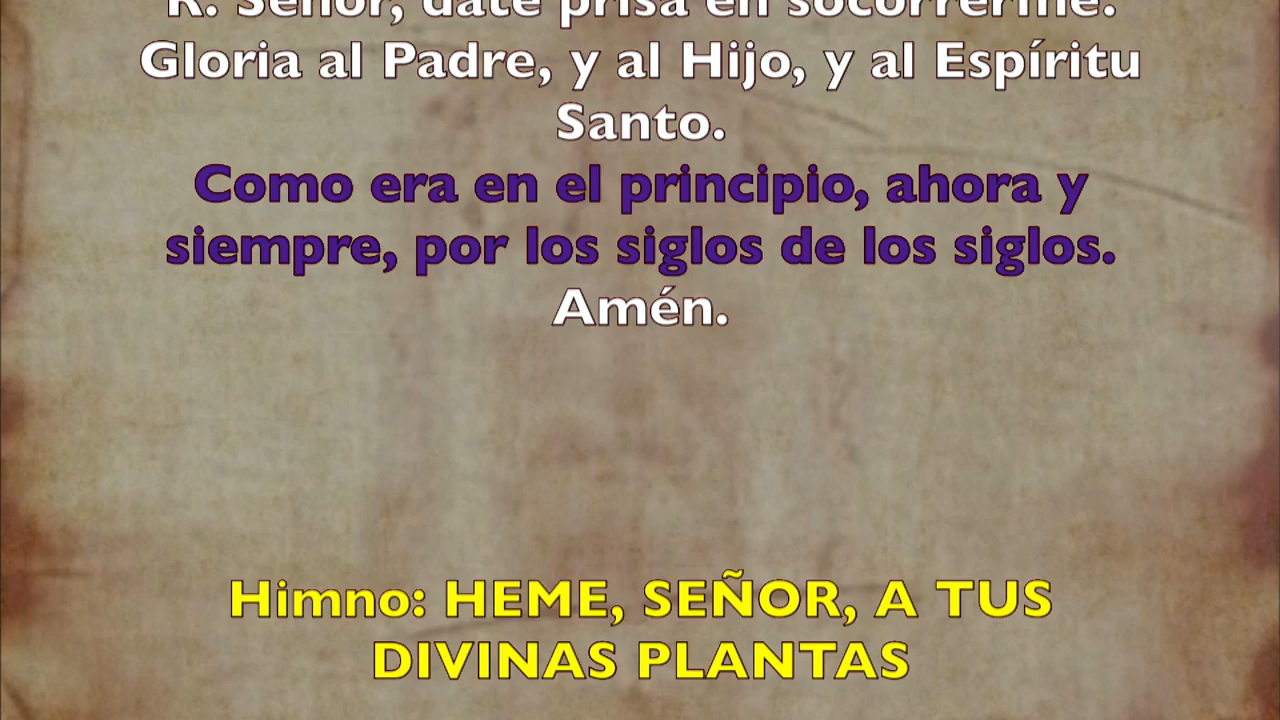 R. Señor, date prisa en socorrerme.
Gloria al Padre, y al Hijo, y al Espíritu
Santo.
Como era en el principio, ahora y
siempre, por los siglos de los siglos.
Amén.
Himno: HEME, SEÑOR, A TUS
DIVINAS PLANTAS